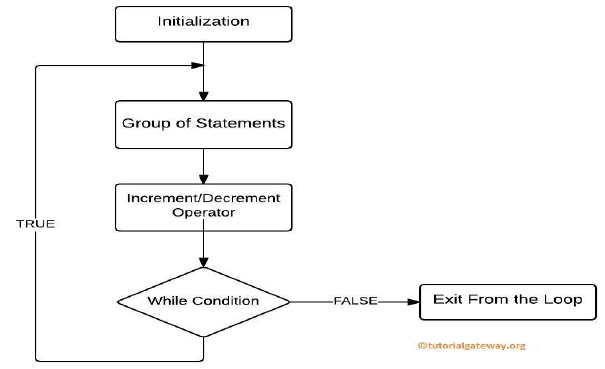 Initialization
Group of Statements
Increment/Decrement
Operator
TRUE
While Condition
FALSE
Exit From the Loop
©tutorialgateway.org